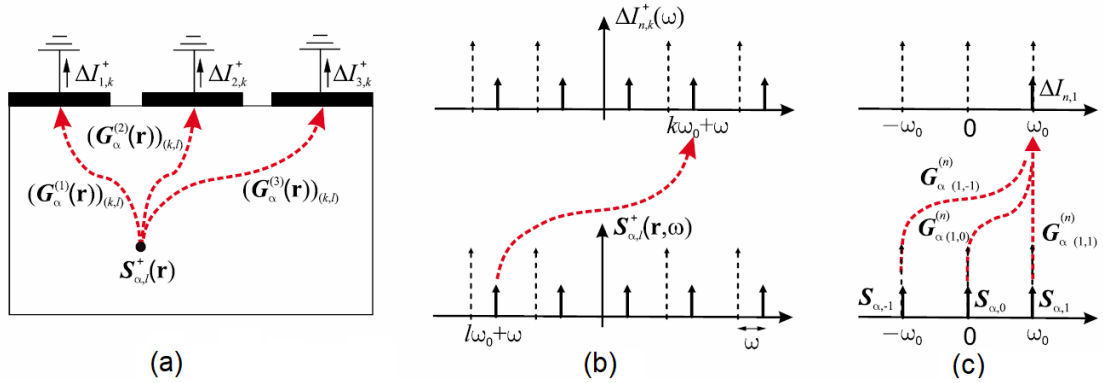 ΔI⁺₁,ₖ ΔI⁺₂,ₖ ΔI⁺₃,ₖ
(G_α^(2)(r))_(k,l)
(G_α^(1)(r))_(k,l) (G_α^(3)(r))_(k,l)
S⁺_α,l(r)
(a)
ΔI⁺_n,k(ω)
kω₀+ω
S⁺_α,l(r,ω)
lω₀+ω
ω
(b)
ΔI_n,1
−ω₀ 0 ω₀
G_α^(n)_(1,-1)
G_α^(n)_(1,0)
G_α^(n)_(1,1)
S_α,-1 S_α,0 S_α,1
−ω₀ 0 ω₀
(c)